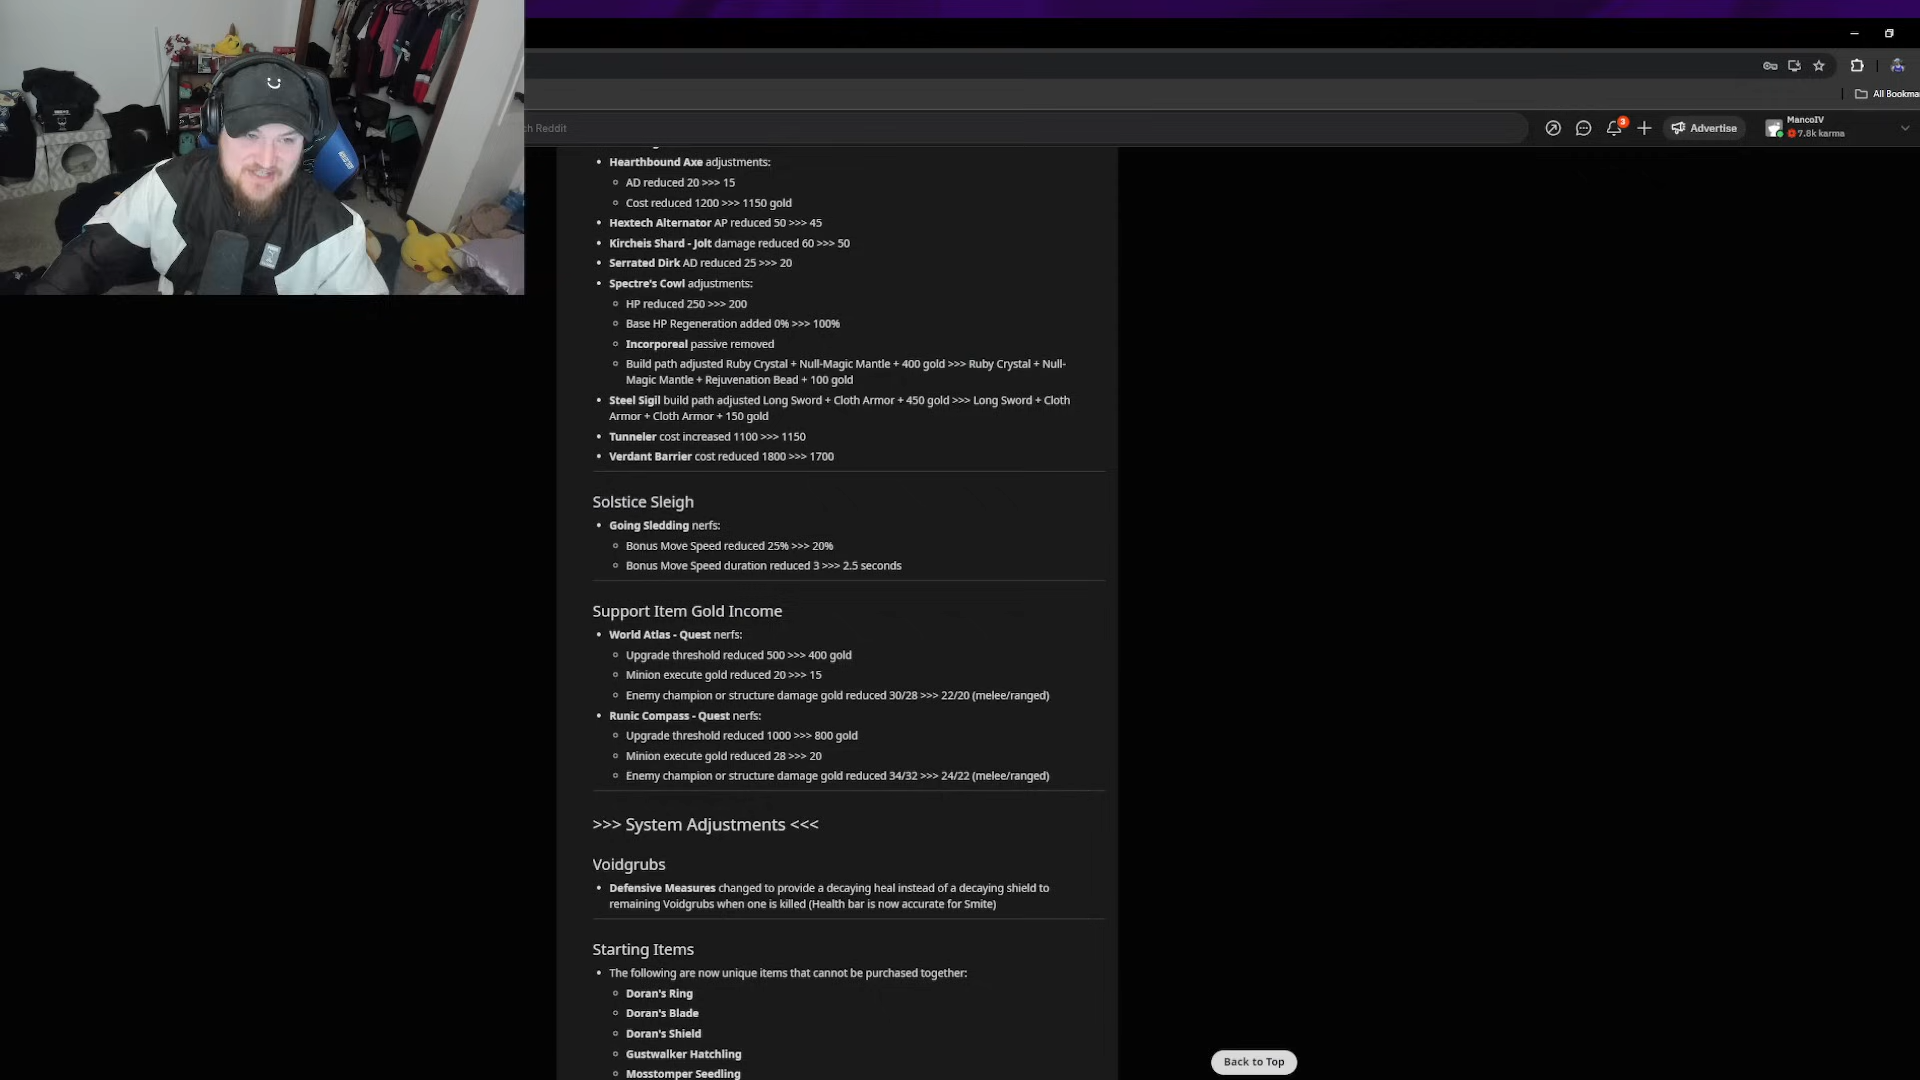 All Bookma
ch Reddit
3
Advertise
MancoIV
7.8k karma
Hearthbound Axe adjustments:
AD reduced 20 >>> 15
Cost reduced 1200 >>> 1150 gold
Hextech Alternator AP reduced 50 >>> 45
Kircheis Shard - Jolt damage reduced 60 >>> 50
Serrated Dirk AD reduced 25 >>> 20
Spectre's Cowl adjustments:
HP reduced 250 >>> 200
Base HP Regeneration added 0% >>> 100%
Incorporeal passive removed
Build path adjusted Ruby Crystal + Null-Magic Mantle + 400 gold >>> Ruby Crystal + Null-
Magic Mantle + Rejuvenation Bead + 100 gold
Steel Sigil build path adjusted Long Sword + Cloth Armor + 450 gold >>> Long Sword + Cloth
Armor + Cloth Armor + 150 gold
Tunneler cost increased 1100 >>> 1150
Verdant Barrier cost reduced 1800 >>> 1700
Solstice Sleigh
Going Sledding nerfs:
Bonus Move Speed reduced 25% >>> 20%
Bonus Move Speed duration reduced 3 >>> 2.5 seconds
Support Item Gold Income
World Atlas - Quest nerfs:
Upgrade threshold reduced 500 >>> 400 gold
Minion execute gold reduced 20 >>> 15
Enemy champion or structure damage gold reduced 30/28 >>> 22/20 (melee/ranged)
Runic Compass - Quest nerfs:
Upgrade threshold reduced 1000 >>> 800 gold
Minion execute gold reduced 28 >>> 20
Enemy champion or structure damage gold reduced 34/32 >>> 24/22 (melee/ranged)
>>> System Adjustments <<<
Voidgrubs
Defensive Measures changed to provide a decaying heal instead of a decaying shield to
remaining Voidgrubs when one is killed (Health bar is now accurate for Smite)
Starting Items
The following are now unique items that cannot be purchased together:
Doran's Ring
Doran's Blade
Doran's Shield
Gustwalker Hatchling
Mosstomper Seedling
Back to Top